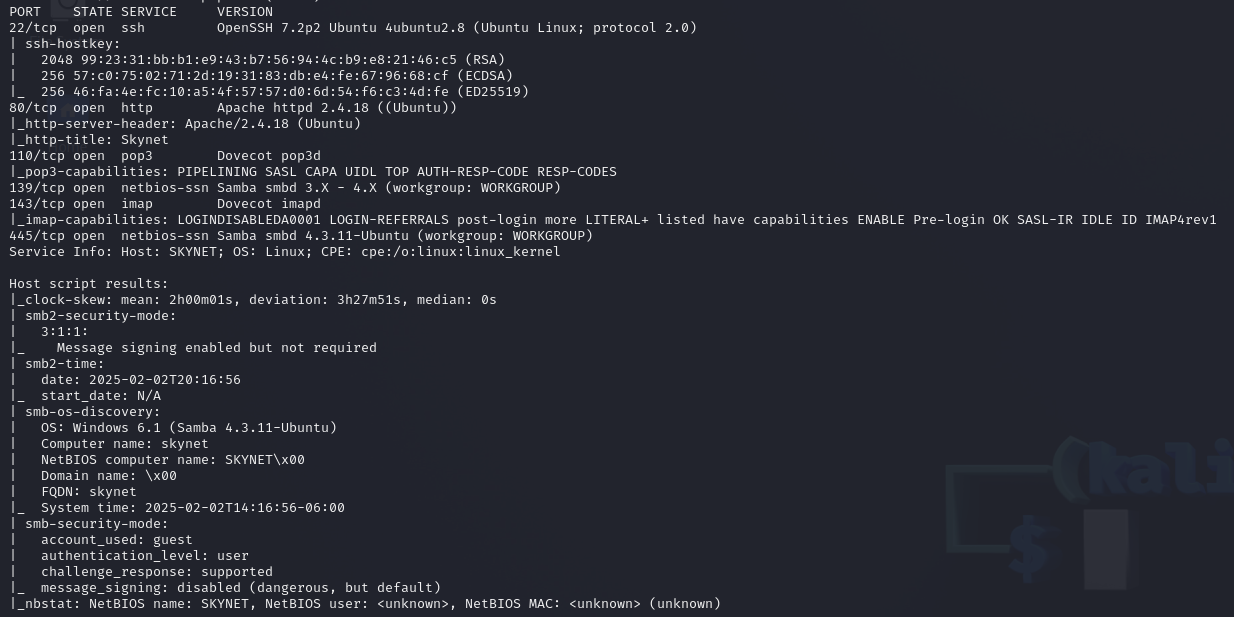 PORT    STATE SERVICE     VERSION
22/tcp  open  ssh         OpenSSH 7.2p2 Ubuntu 4ubuntu2.8 (Ubuntu Linux; protocol 2.0)
| ssh-hostkey:
|   2048 99:23:31:bb:b1:e9:43:b7:56:94:4c:b9:e8:21:46:c5 (RSA)
|   256 57:c0:75:02:71:2d:19:31:83:db:e4:fe:67:96:68:cf (ECDSA)
|_  256 46:fa:4e:fc:10:a5:4f:57:57:d0:6d:54:f6:c3:4d:fe (ED25519)
80/tcp  open  http        Apache httpd 2.4.18 ((Ubuntu))
|_http-server-header: Apache/2.4.18 (Ubuntu)
|_http-title: Skynet
110/tcp open  pop3        Dovecot pop3d
|_pop3-capabilities: PIPELINING SASL CAPA UIDL TOP AUTH-RESP-CODE RESP-CODES
139/tcp open  netbios-ssn Samba smbd 3.X - 4.X (workgroup: WORKGROUP)
143/tcp open  imap        Dovecot imapd
|_imap-capabilities: LOGINDISABLEDA0001 LOGIN-REFERRALS post-login more LITERAL+ listed have capabilities ENABLE Pre-login OK SASL-IR IDLE ID IMAP4rev1
445/tcp open  netbios-ssn Samba smbd 4.3.11-Ubuntu (workgroup: WORKGROUP)
Service Info: Host: SKYNET; OS: Linux; CPE: cpe:/o:linux:linux_kernel

Host script results:
|_clock-skew: mean: 2h00m01s, deviation: 3h27m51s, median: 0s
| smb2-security-mode:
|   3:1:1:
|_    Message signing enabled but not required
| smb2-time:
|   date: 2025-02-02T20:16:56
|_  start_date: N/A
| smb-os-discovery:
|   OS: Windows 6.1 (Samba 4.3.11-Ubuntu)
|   Computer name: skynet
|   NetBIOS computer name: SKYNET\x00
|   Domain name: \x00
|   FQDN: skynet
|_  System time: 2025-02-02T14:16:56-06:00
| smb-security-mode:
|   account_used: guest
|   authentication_level: user
|   challenge_response: supported
|_  message_signing: disabled (dangerous, but default)
|_nbstat: NetBIOS name: SKYNET, NetBIOS user: <unknown>, NetBIOS MAC: <unknown> (unknown)
(kali
$